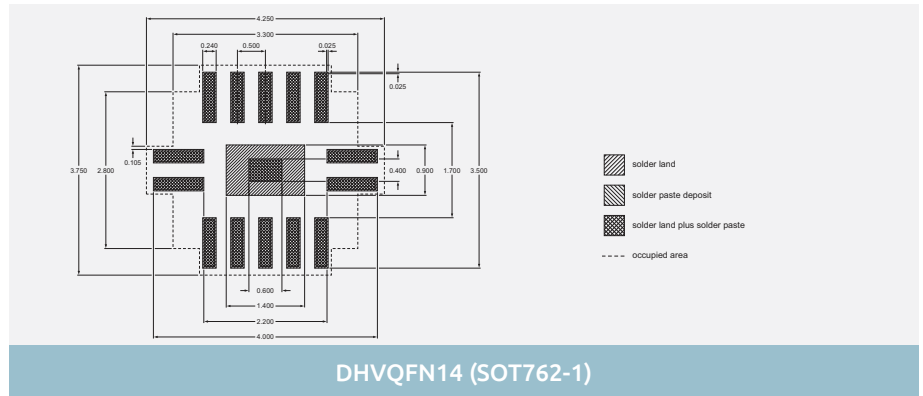 4.250
3.300
0.240 0.500 0.025
0.025
0.105
3.750 2.800 0.400 0.900 1.700 3.500
0.600
1.400
2.200
4.000
solder land
solder paste deposit
solder land plus solder paste
occupied area
DHVQFN14 (SOT762-1)